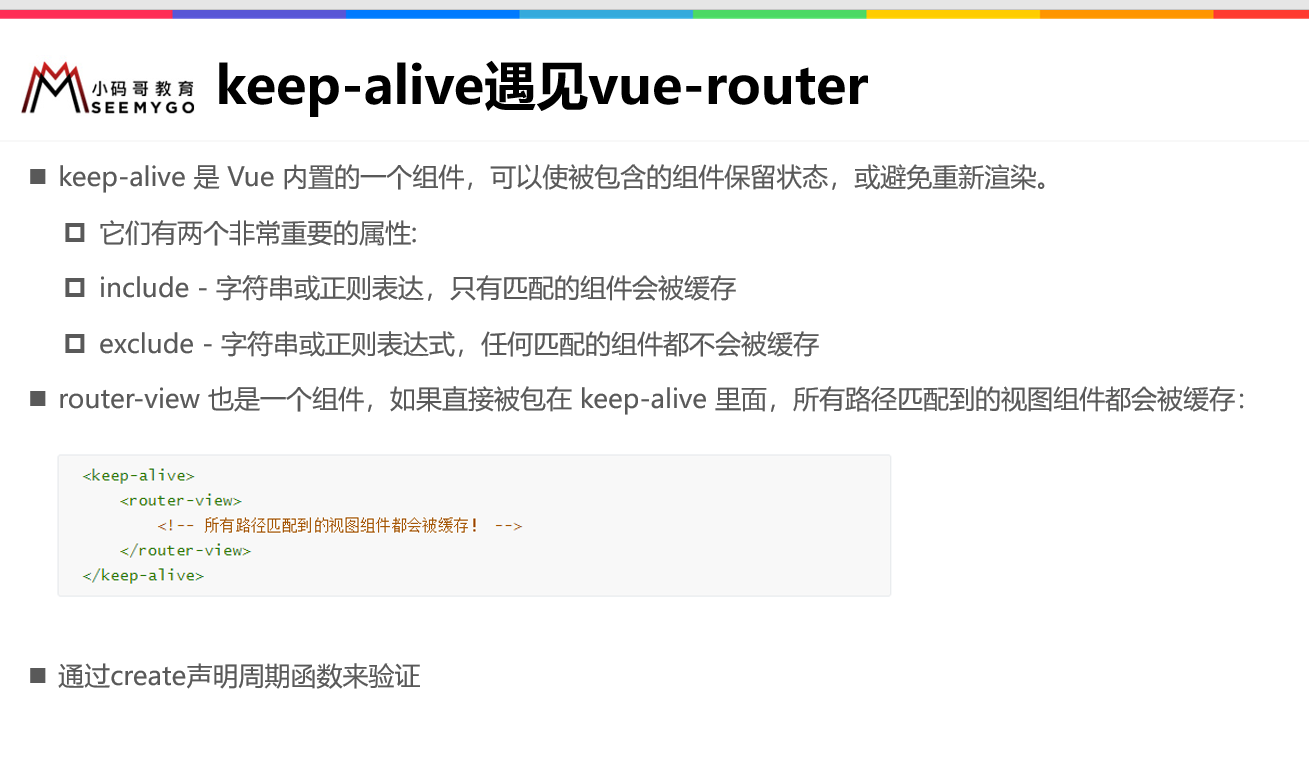 小码哥教育
SEEMYGO
keep-alive遇见vue-router
keep-alive 是 Vue 内置的一个组件，可以使被包含的组件保留状态，或避免重新渲染。
它们有两个非常重要的属性:
include - 字符串或正则表达，只有匹配的组件会被缓存
exclude - 字符串或正则表达式，任何匹配的组件都不会被缓存
router-view 也是一个组件，如果直接被包在 keep-alive 里面，所有路径匹配到的视图组件都会被缓存：
<keep-alive>
<router-view>
<!-- 所有路径匹配到的视图组件都会被缓存！ -->
</router-view>
</keep-alive>
通过create声明周期函数来验证